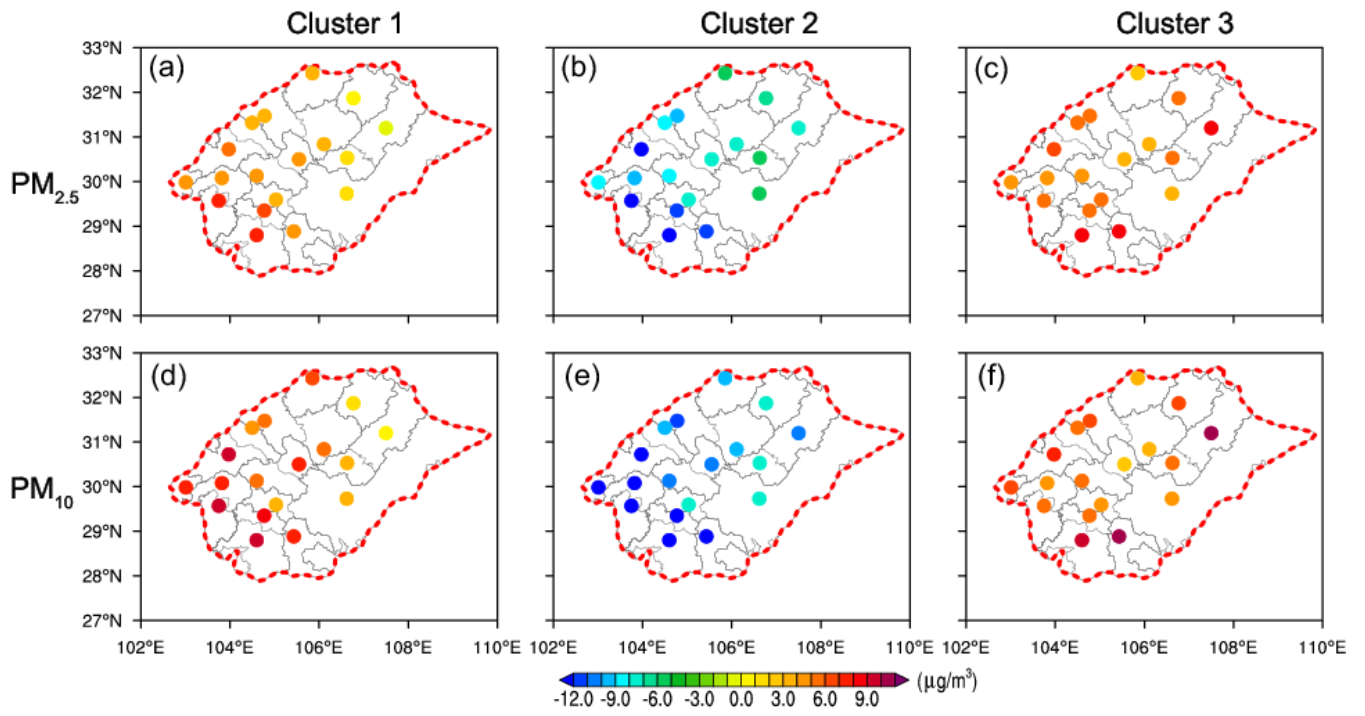 Cluster 1 Cluster 2 Cluster 3
33°N (a) (b) (c)
32°N
31°N
PM2.5 30°N
29°N
28°N
27°N
33°N (d) (e) (f)
32°N
31°N
PM10 30°N
29°N
28°N
27°N
102°E 104°E 106°E 108°E 110°E 102°E 104°E 106°E 108°E 110°E 102°E 104°E 106°E 108°E 110°E
-12.0 -9.0 -6.0 -3.0 0.0 3.0 6.0 9.0 (μg/m³)